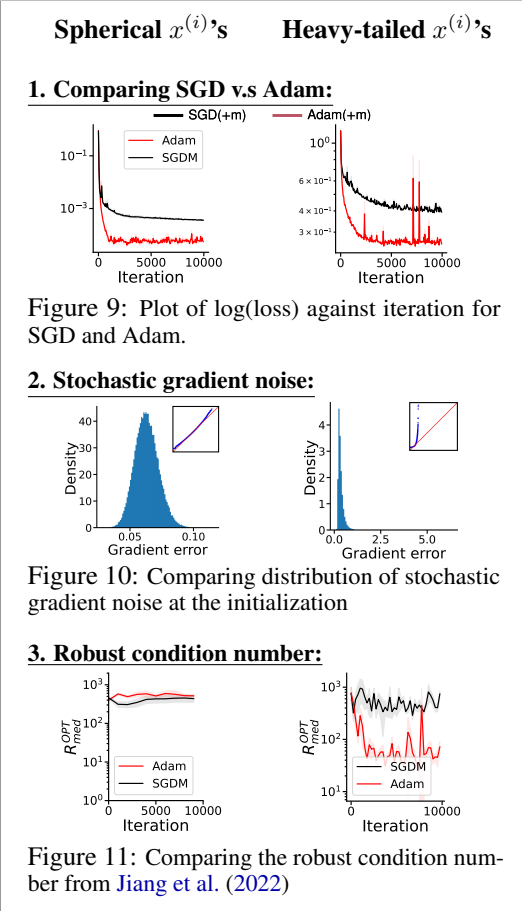 Spherical x^(i)'s Heavy-tailed x^(i)'s
1. Comparing SGD v.s Adam:
SGD(+m) Adam(+m)
10^−1
10^−3
Adam
SGDM
0 5000 10000
Iteration
10^0
6 × 10^−1
4 × 10^−1
3 × 10^−1
0 5000 10000
Iteration
Figure 9: Plot of log(loss) against iteration for
SGD and Adam.
2. Stochastic gradient noise:
Density
40
30
20
10
0
0.05 0.10
Gradient error
Density
4
3
2
1
0
0.0 2.5 5.0
Gradient error
Figure 10: Comparing distribution of stochastic
gradient noise at the initialization
3. Robust condition number:
R_med^OPT
10^3
10^2
10^1
10^0
Adam
SGDM
0 5000 10000
Iteration
R_med^OPT
10^3
10^2
10^1
SGDM
Adam
0 10000
Iteration
Figure 11: Comparing the robust condition num-
ber from Jiang et al. (2022)